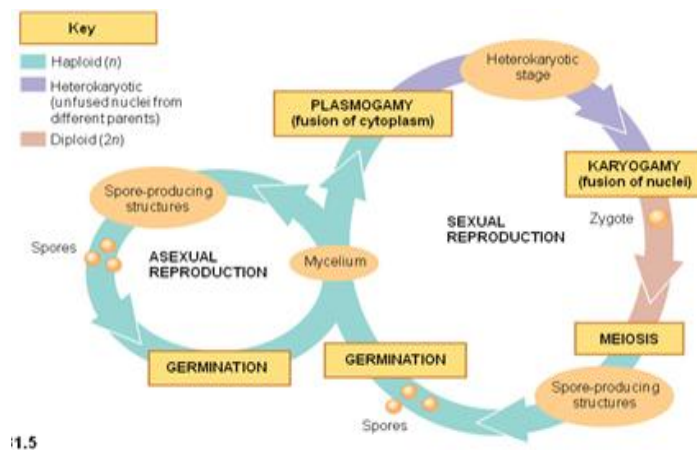 Key
Haploid (n)
Heterokaryotic
(unfused nuclei from
different parents)
Diploid (2n)
Heterokaryotic
stage
PLASMOGAMY
(fusion of cytoplasm)
KARYOGAMY
(fusion of nuclei)
Spore-producing
structures
Spores
ASEXUAL
REPRODUCTION
Mycelium
SEXUAL
REPRODUCTION
Zygote
GERMINATION
GERMINATION
MEIOSIS
Spores
Spore-producing
structures
31.5